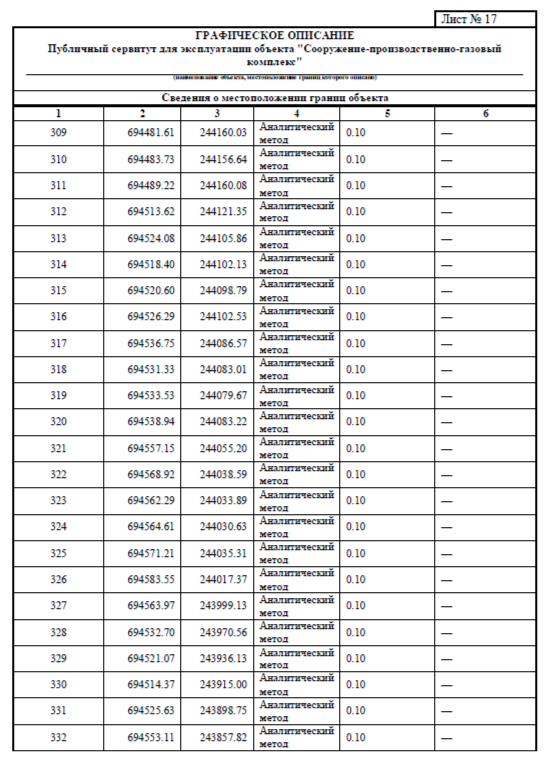 Лист № 17
ГРАФИЧЕСКОЕ ОПИСАНИЕ
Публичный сервитут для эксплуатации объекта "Сооружение-производственно-газовый
комплекс"
(наименование объекта, местоположение границ которого описано)
Сведения о местоположении границ объекта
1 2 3 4 5 6
309 694481.61 244160.03 Аналитический метод 0.10 —
310 694483.73 244156.64 Аналитический метод 0.10 —
311 694489.22 244160.08 Аналитический метод 0.10 —
312 694513.62 244121.35 Аналитический метод 0.10 —
313 694524.08 244105.86 Аналитический метод 0.10 —
314 694518.40 244102.13 Аналитический метод 0.10 —
315 694520.60 244098.79 Аналитический метод 0.10 —
316 694526.29 244102.53 Аналитический метод 0.10 —
317 694536.75 244086.57 Аналитический метод 0.10 —
318 694531.33 244083.01 Аналитический метод 0.10 —
319 694533.53 244079.67 Аналитический метод 0.10 —
320 694538.94 244083.22 Аналитический метод 0.10 —
321 694557.15 244055.20 Аналитический метод 0.10 —
322 694568.92 244038.59 Аналитический метод 0.10 —
323 694562.29 244033.89 Аналитический метод 0.10 —
324 694564.61 244030.63 Аналитический метод 0.10 —
325 694571.21 244035.31 Аналитический метод 0.10 —
326 694583.55 244017.37 Аналитический метод 0.10 —
327 694563.97 243999.13 Аналитический метод 0.10 —
328 694532.70 243970.56 Аналитический метод 0.10 —
329 694521.07 243936.13 Аналитический метод 0.10 —
330 694514.37 243915.00 Аналитический метод 0.10 —
331 694525.63 243898.75 Аналитический метод 0.10 —
332 694553.11 243857.82 Аналитический метод 0.10 —